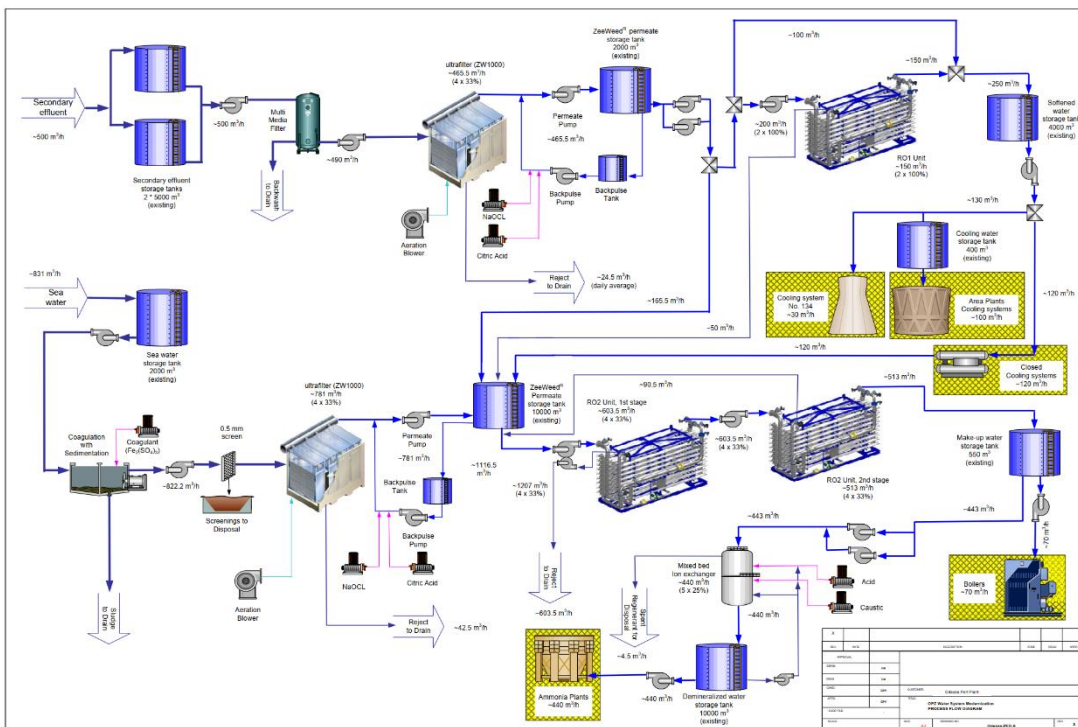 Secondary
effluent
~500 m³/h
Secondary effluent
storage tanks
2 * 5000 m³
(existing)
~500 m³/h
Multi
Media
Filter
Backwash
to Drain
~490 m³/h
ultrafilter (ZW1000)
~465.5 m³/h
(4 x 33%)
Aeration
Blower
NaOCL
Citric Acid
Permeate
Pump
~465.5 m³/h
Backpulse
Pump
Backpulse
Tank
ZeeWeed® permeate
storage tank
2000 m³
(existing)
Reject
to Drain
~24.5 m³/h
(daily average)
~100 m³/h
~200 m³/h
(2 x 100%)
~150 m³/h
RO1 Unit
~150 m³/h
(2 x 100%)
~250 m³/h
Softened
water
storage tank
4000 m³
(existing)
~130 m³/h
Cooling water
storage tank
400 m³
(existing)
Cooling system
No. 134
~30 m³/h
Area Plants
Cooling systems
~100 m³/h
~120 m³/h
~120 m³/h
Closed
Cooling systems
~120 m³/h
~165.5 m³/h
~50 m³/h
~831 m³/h
Sea
water
Sea water
storage tank
2000 m³
(existing)
Coagulation
with
Sedimentation
Coagulant
(Fe₂(SO₄)₃)
0.5 mm
screen
~822.2 m³/h
Screenings to
Disposal
Sludge
to Drain
ultrafilter (ZW1000)
~781 m³/h
(4 x 33%)
Aeration
Blower
NaOCL
Citric Acid
Permeate
Pump
~781 m³/h
Backpulse
Tank
Backpulse
Pump
Reject
to Drain
~42.5 m³/h
ZeeWeed®
Permeate
storage tank
10000 m³
(existing)
~1116.5
m³/h
~1207 m³/h
(4 x 33%)
~90.5 m³/h
RO2 Unit, 1st stage
~603.5 m³/h
(4 x 33%)
~603.5 m³/h
(4 x 33%)
RO2 Unit, 2nd stage
~513 m³/h
(4 x 33%)
~513 m³/h
Make-up water
storage tank
550 m³
(existing)
~443 m³/h
~443 m³/h
~70 m³/h
Boilers
~70 m³/h
Reject to
Drain
~603.5 m³/h
Mixed bed
Ion exchanger
~440 m³/h
(5 x 25%)
Acid
Caustic
Spent
Regenerant for
Disposal
~4.5 m³/h
~440 m³/h
Demineralized water
storage tank
10000 m³
(existing)
~440 m³/h
Ammonia Plants
~440 m³/h
DESCRIPTION
Odessa Port Plant
OPZ Water System Modernization
PROCESS FLOW DIAGRAM